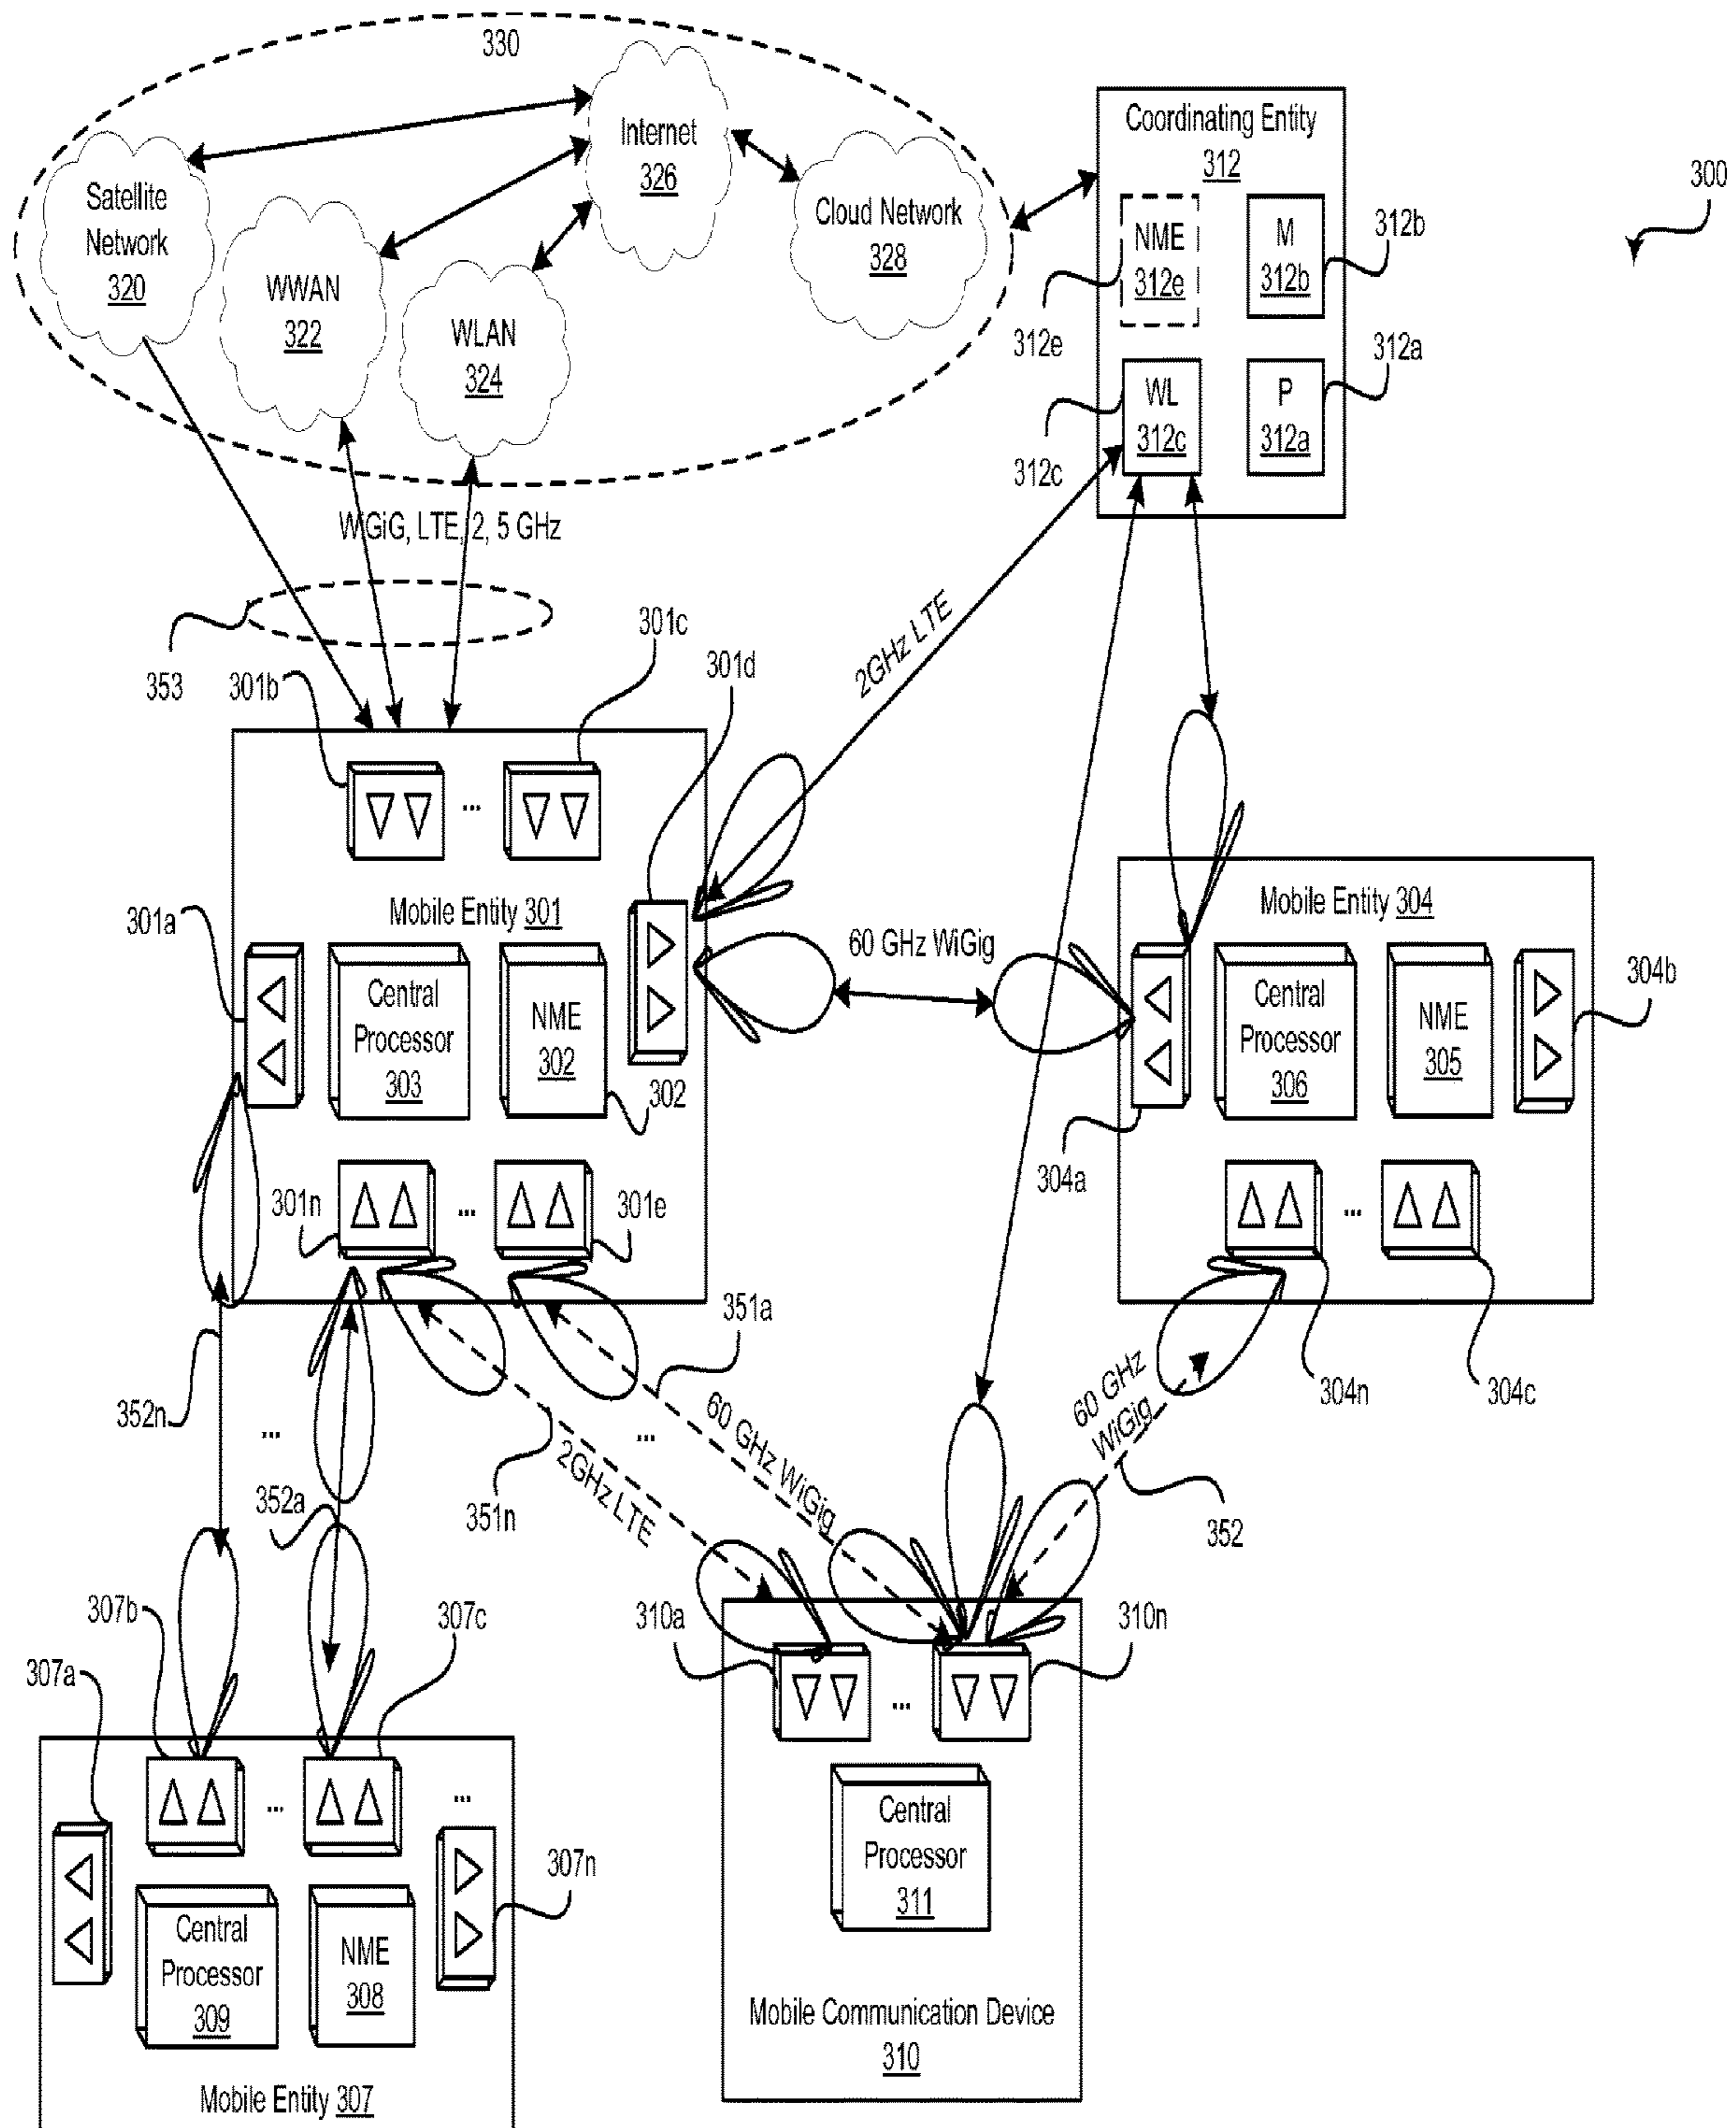 330
Internet
326
Satellite
Network
320
WWAN
322
WLAN
324
Cloud Network
328
Coordinating Entity
312
NME
312e
M
312b
312b
312e
WL
312c
P
312a
312a
312c
300
WiGiG, LTE, 2, 5 GHz
353
2GHz LTE
301b
301c
301d
...
Mobile Entity 301
301a
Central
Processor
303
NME
302
302
60 GHz WiGig
Mobile Entity 304
Central
Processor
306
NME
305
304b
304a
301n
...
301e
...
304n
304c
352n
...
352a
351n
351a
...
2GHz LTE
60 GHz WiGig
60 GHz
WiGig
352
307a
307b
307c
...
...
307n
Central
Processor
309
NME
308
Mobile Entity 307
310a
...
310n
Central
Processor
311
Mobile Communication Device
310